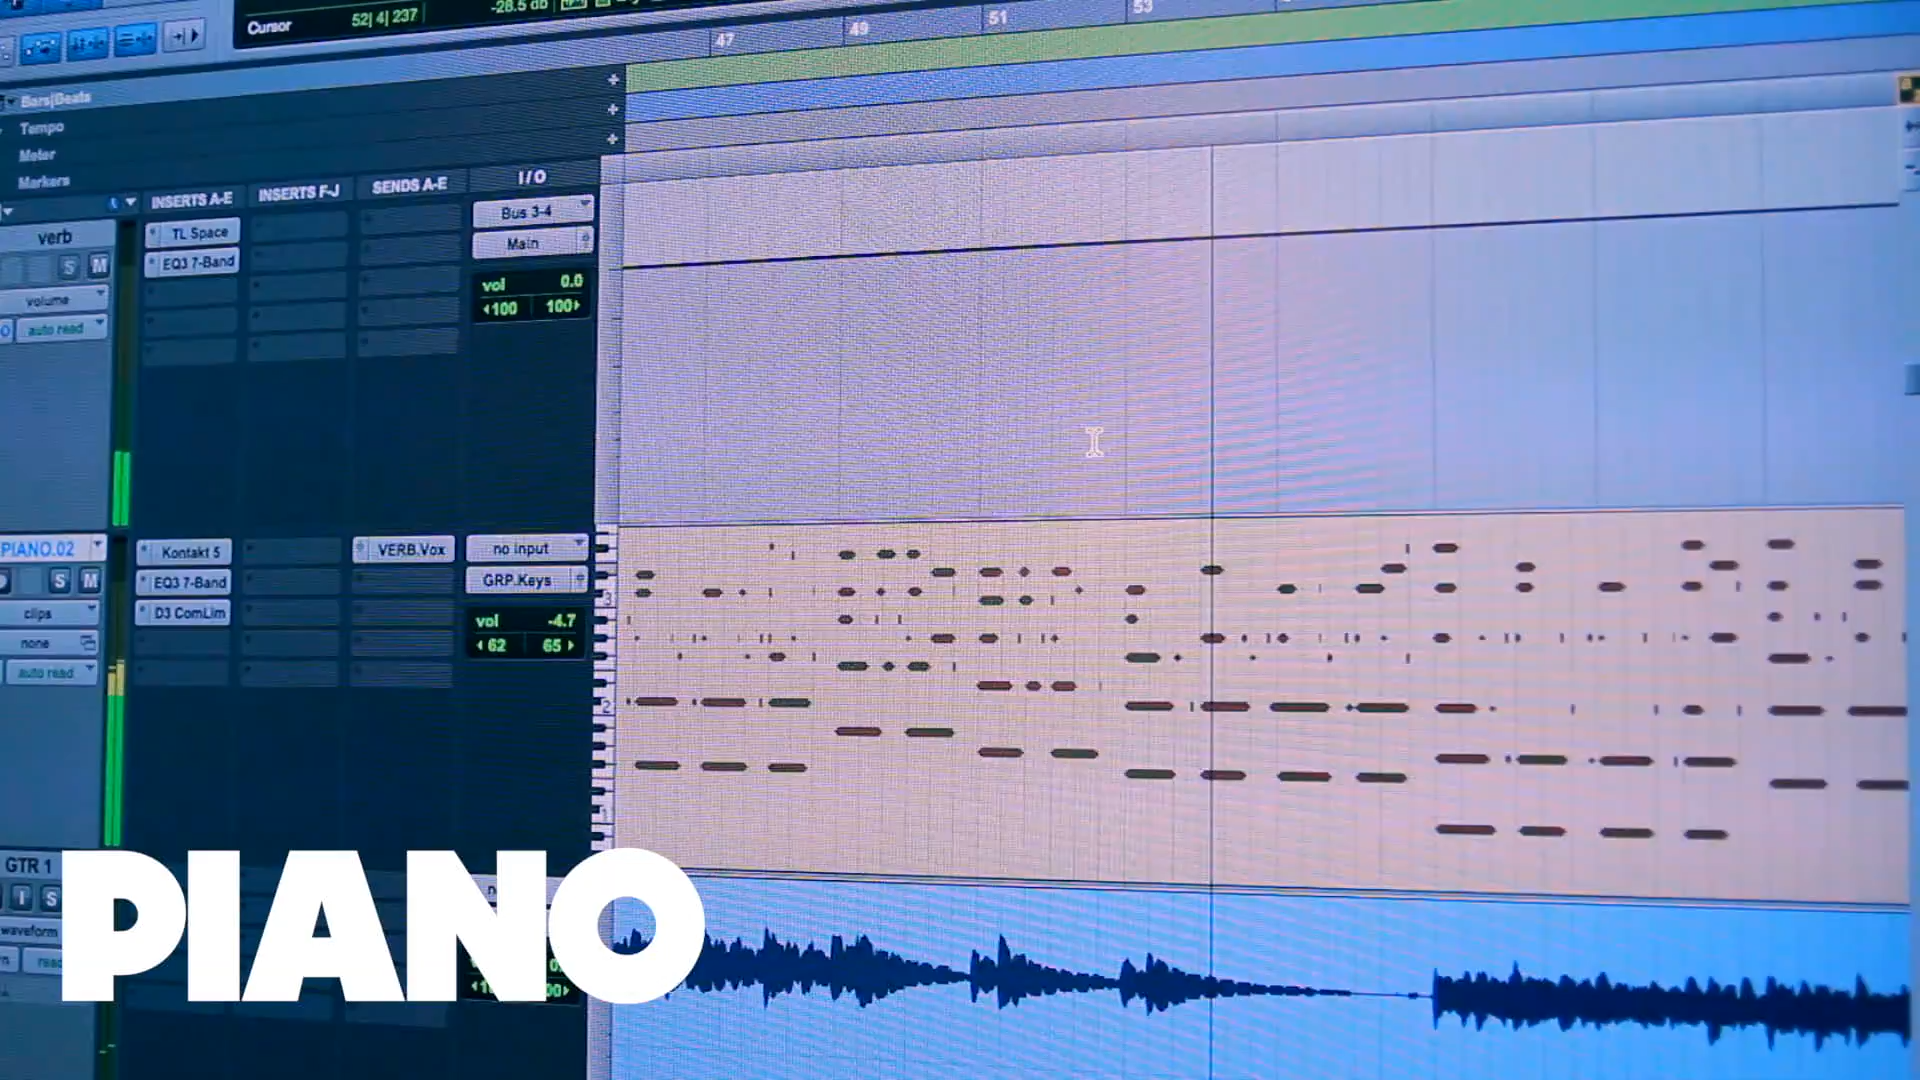 Cursor 52| 4| 237 -28.5 db
47 49 51 53
Bars|Beats
Tempo
Meter
Markers
INSERTS A-E INSERTS F-J SENDS A-E I/O
verb TL Space Bus 3-4
S M EQ3 7-Band Main
volume vol 0.0
auto read 100 100
PIANO.02 Kontakt 5 VERB.Vox no input
S M EQ3 7-Band GRP.Keys
clips D3 ComLim vol -4.7
none 62 65
auto read
3
2
1
GTR 1
I S
waveform
PIANO